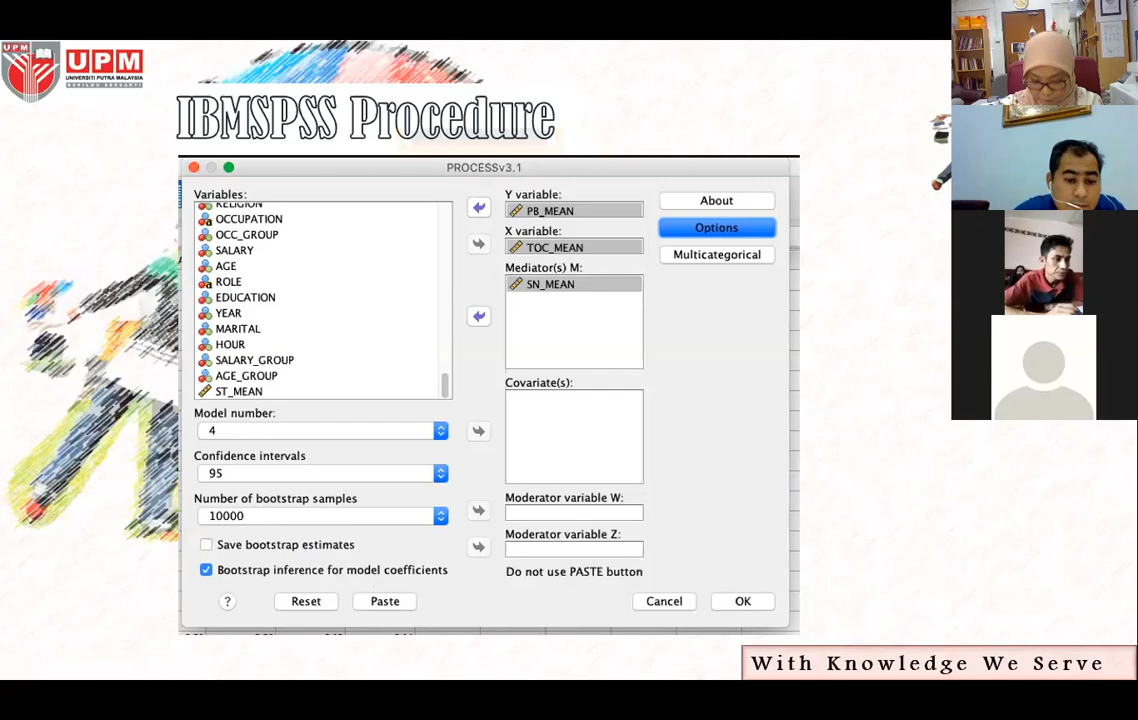 UPM
UPM
UNIVERSITI PUTRA MALAYSIA
BERILMU BERBAKTI
IBMSPSS Procedure
PROCESSv3.1
Variables:
RELIGION
OCCUPATION
OCC_GROUP
SALARY
AGE
ROLE
EDUCATION
YEAR
MARITAL
HOUR
SALARY_GROUP
AGE_GROUP
ST_MEAN
Model number:
4
Confidence intervals
95
Number of bootstrap samples
10000
Save bootstrap estimates
Bootstrap inference for model coefficients
?
Reset
Paste
Y variable:
PB_MEAN
X variable:
TOC_MEAN
Mediator(s) M:
SN_MEAN
Covariate(s):
Moderator variable W:
Moderator variable Z:
Do not use PASTE button
About
Options
Multicategorical
Cancel
OK
With Knowledge We Serve